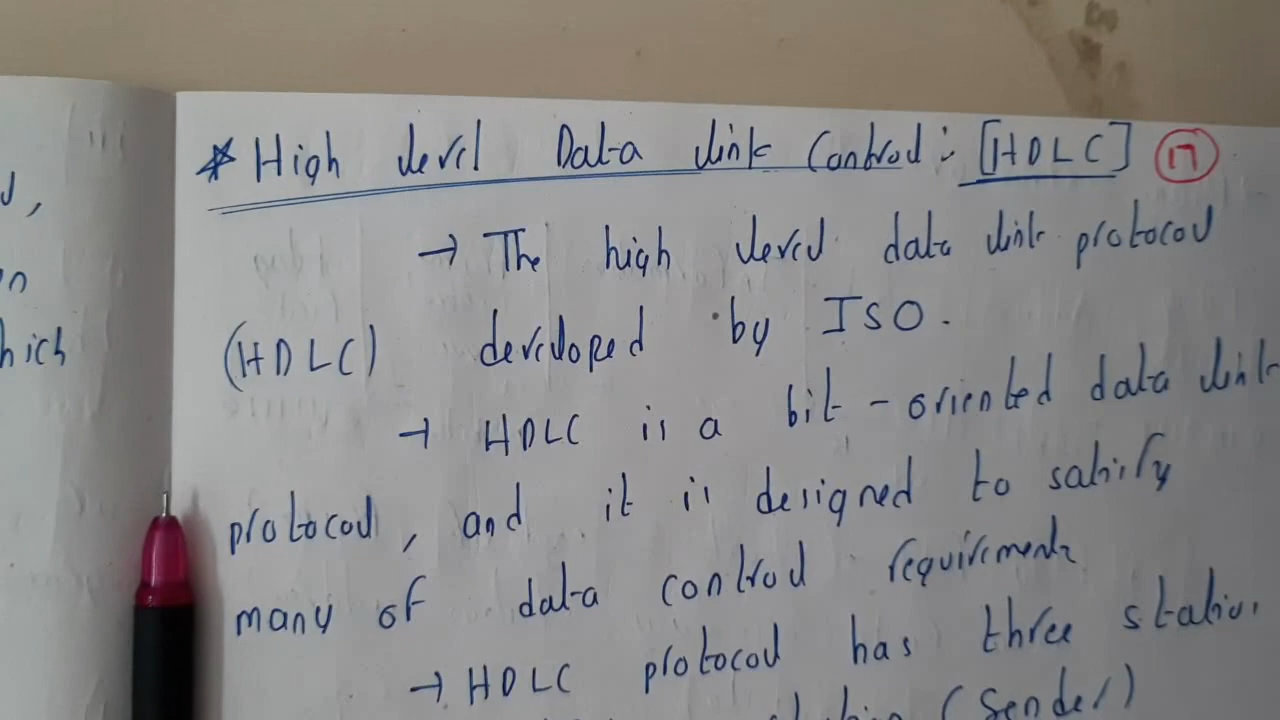 * High level Data link Control :- [HDLC] 17
→ The high level data link protocol
(HDLC) developed by ISO.
→ HDLC is a bit - oriented data link
protocol, and it is designed to satisfy
many of data control requirements
→ HDLC protocol has three station
(Sender)
hich